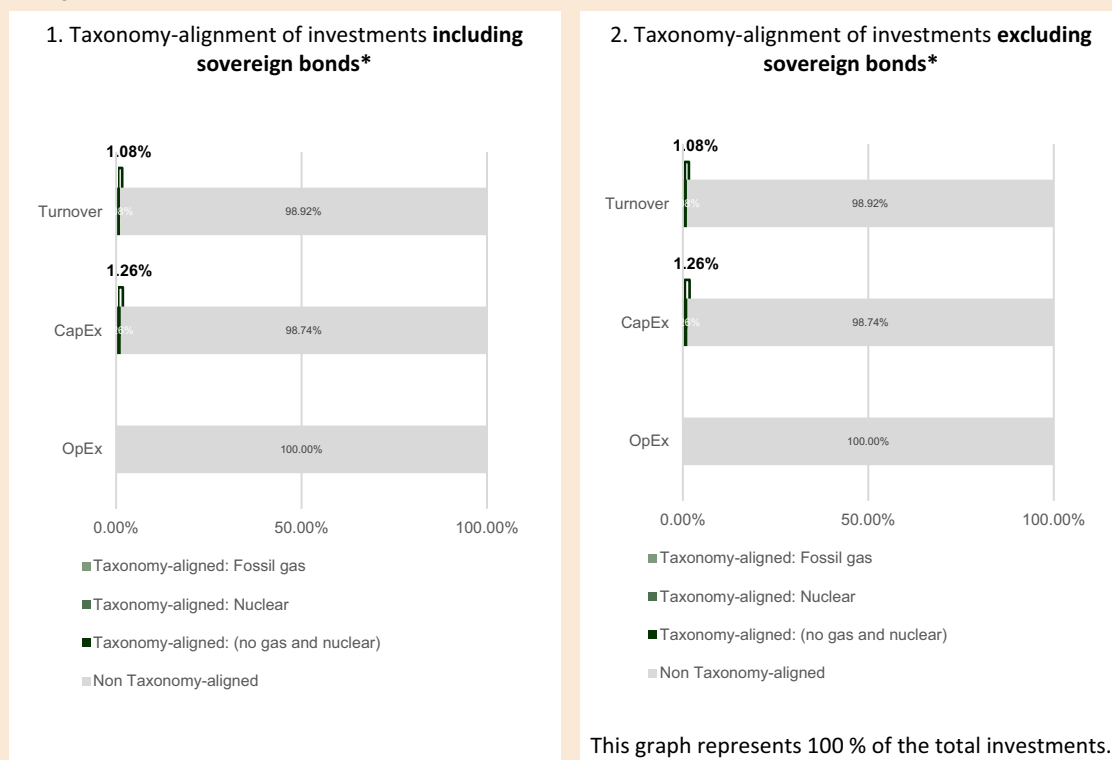 1. Taxonomy-alignment of investments including
sovereign bonds*
1.08%
Turnover
98.92%
1.26%
CapEx
98.74%
OpEx
100.00%
0.00%
50.00%
100.00%
Taxonomy-aligned: Fossil gas
Taxonomy-aligned: Nuclear
Taxonomy-aligned: (no gas and nuclear)
Non Taxonomy-aligned
2. Taxonomy-alignment of investments excluding
sovereign bonds*
1.08%
Turnover
98.92%
1.26%
CapEx
98.74%
OpEx
100.00%
0.00%
50.00%
100.00%
Taxonomy-aligned: Fossil gas
Taxonomy-aligned: Nuclear
Taxonomy-aligned: (no gas and nuclear)
Non Taxonomy-aligned
This graph represents 100 % of the total investments.